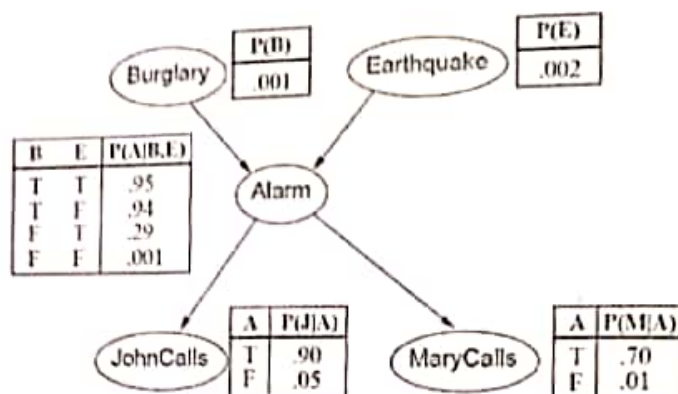 P(B)
.001
Burglary
P(E)
.002
Earthquake
B E P(A|B,E)
T T .95
T F .94
F T .29
F F .001
Alarm
JohnCalls
A P(J|A)
T .90
F .05
MaryCalls
A P(M|A)
T .70
F .01